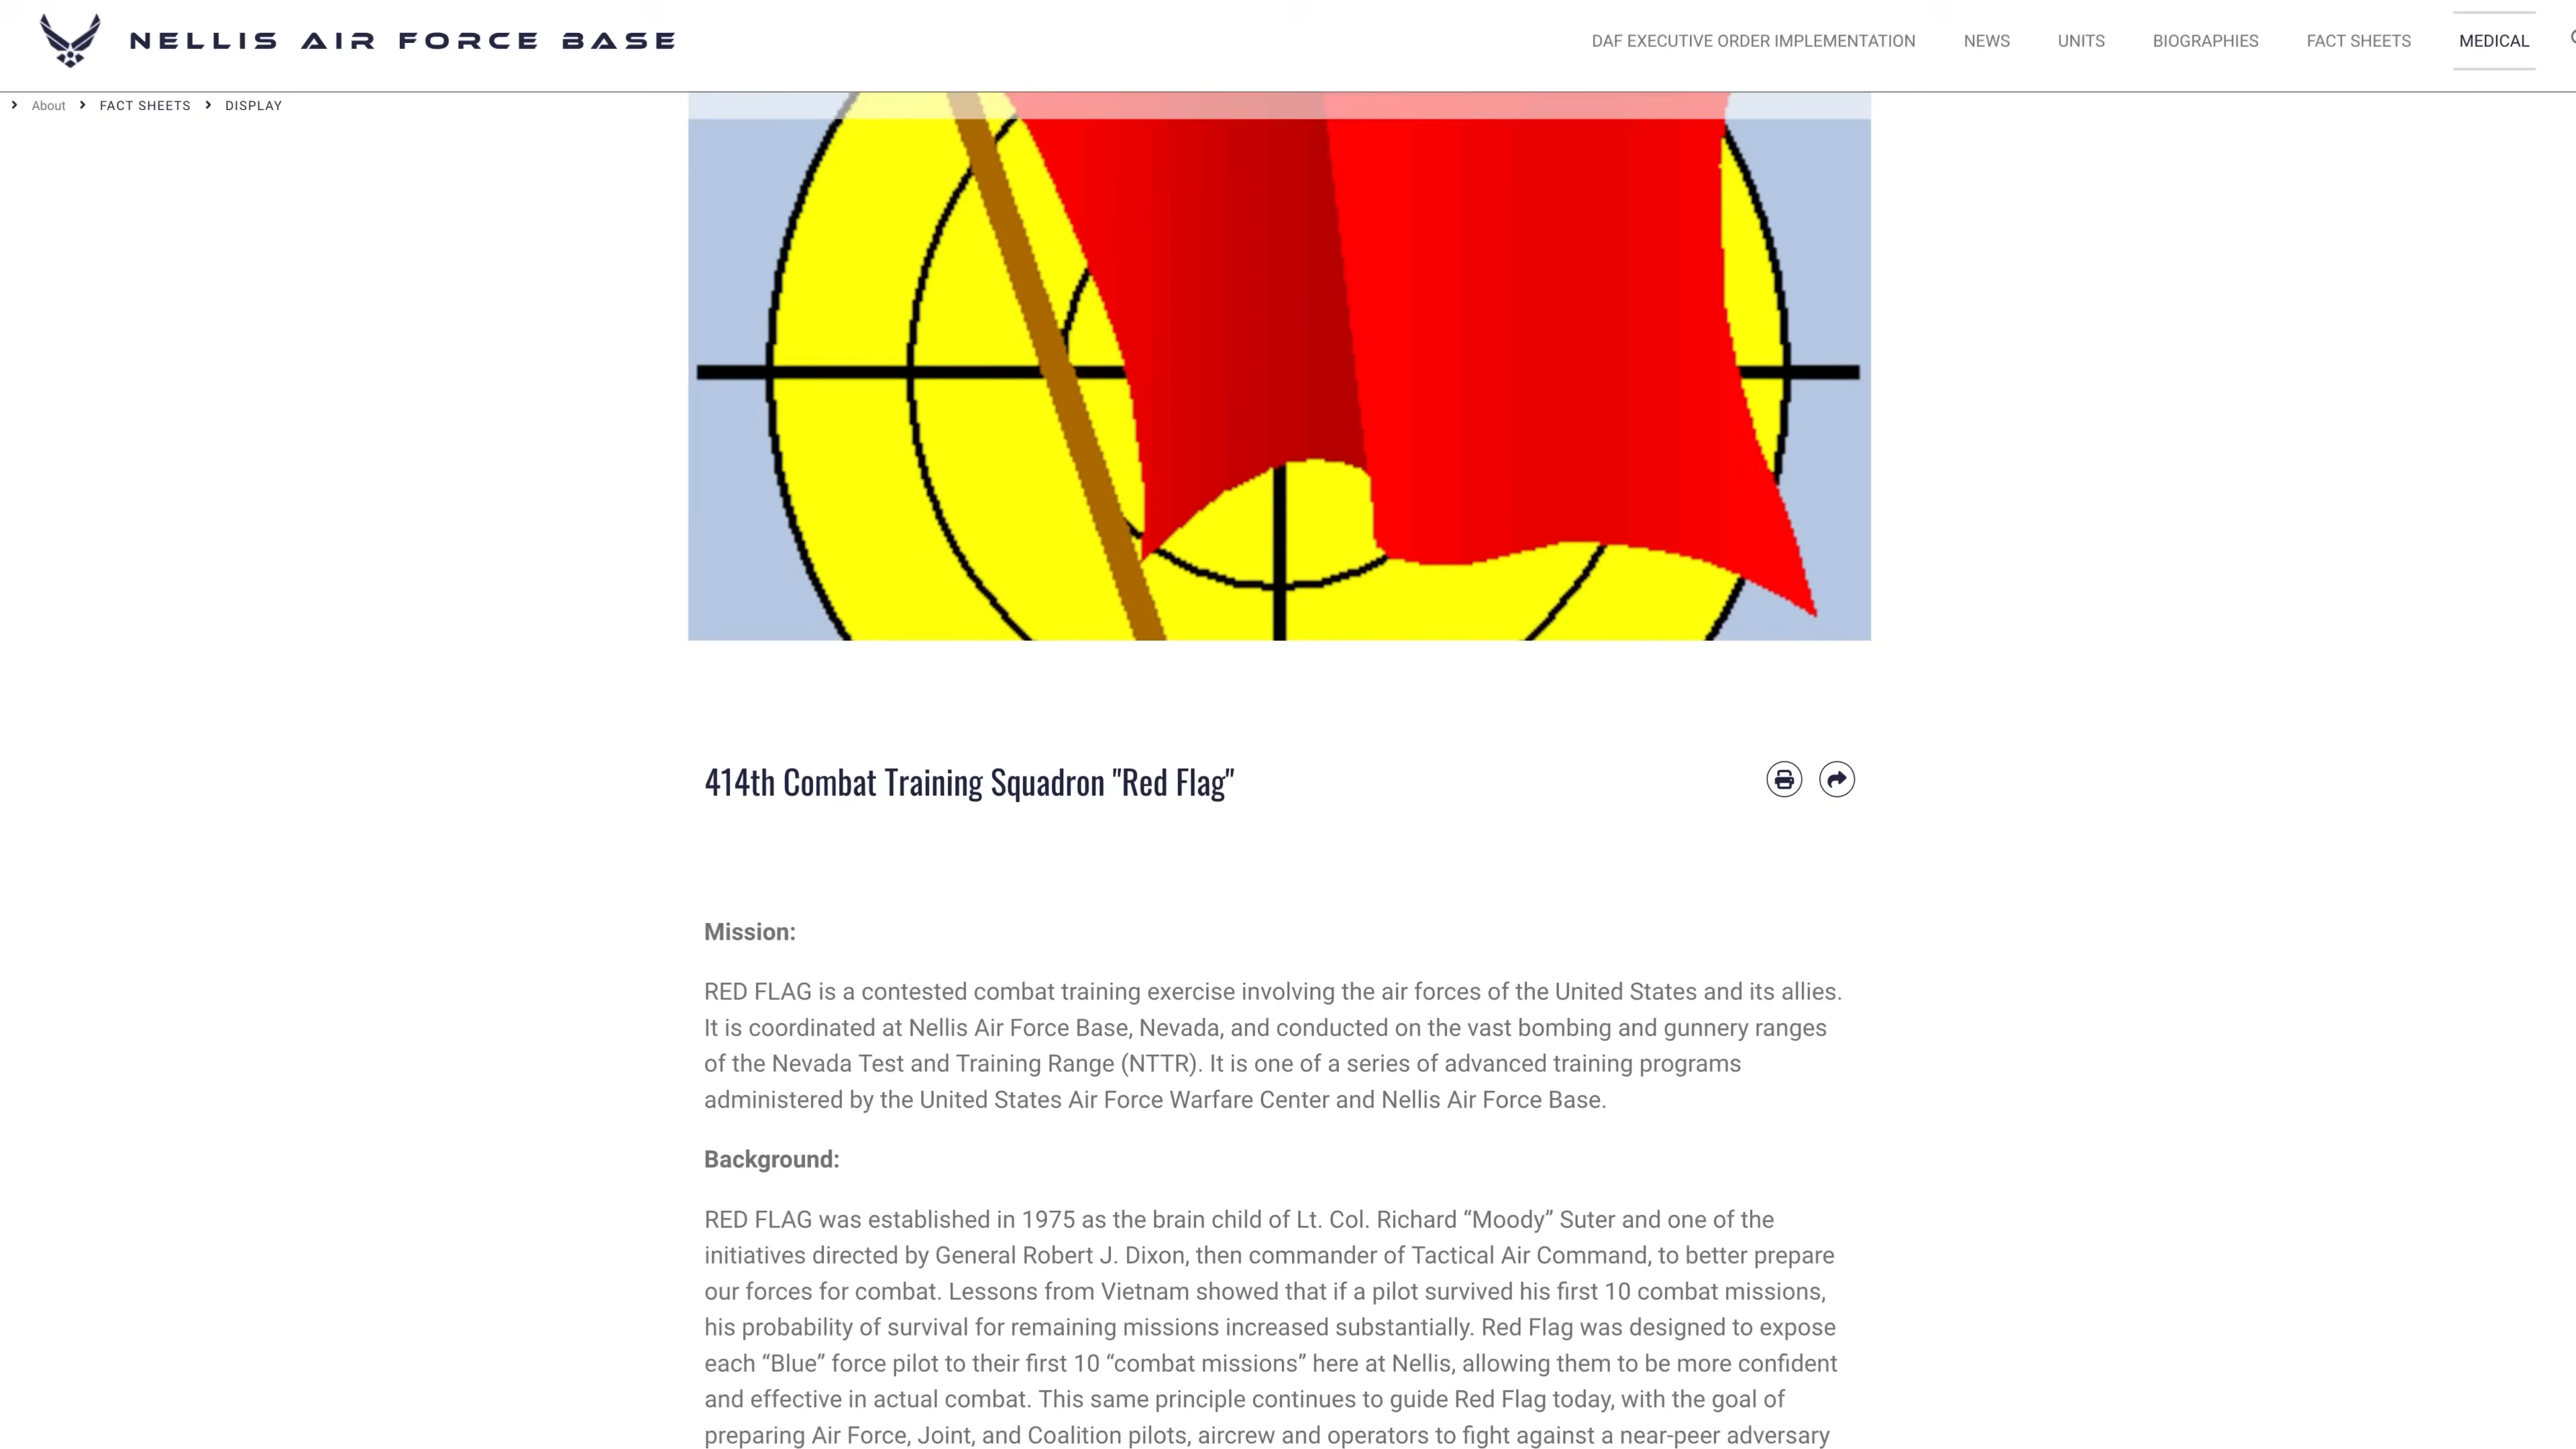 NELLIS AIR FORCE BASE
DAF EXECUTIVE ORDER IMPLEMENTATION NEWS UNITS BIOGRAPHIES FACT SHEETS MEDICAL
About FACT SHEETS DISPLAY
414th Combat Training Squadron "Red Flag"
Mission:
RED FLAG is a contested combat training exercise involving the air forces of the United States and its allies.
It is coordinated at Nellis Air Force Base, Nevada, and conducted on the vast bombing and gunnery ranges
of the Nevada Test and Training Range (NTTR). It is one of a series of advanced training programs
administered by the United States Air Force Warfare Center and Nellis Air Force Base.
Background:
RED FLAG was established in 1975 as the brain child of Lt. Col. Richard “Moody” Suter and one of the
initiatives directed by General Robert J. Dixon, then commander of Tactical Air Command, to better prepare
our forces for combat. Lessons from Vietnam showed that if a pilot survived his first 10 combat missions,
his probability of survival for remaining missions increased substantially. Red Flag was designed to expose
each “Blue” force pilot to their first 10 “combat missions” here at Nellis, allowing them to be more confident
and effective in actual combat. This same principle continues to guide Red Flag today, with the goal of
preparing Air Force, Joint, and Coalition pilots, aircrew and operators to fight against a near-peer adversary